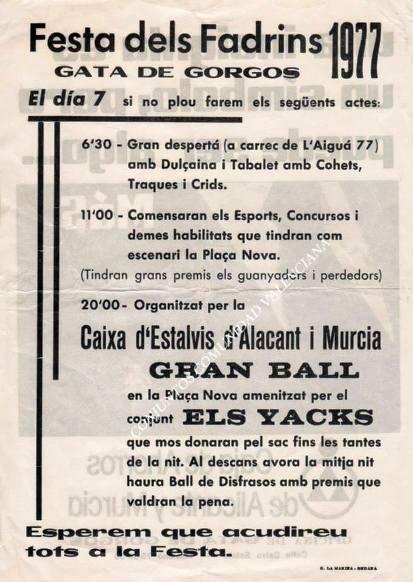 Festa dels Fadrins 1977
GATA DE GORGOS
El día 7 si no plou farem els següents actes:
6'30 - Gran despertá (a carrec de L'Aiguá 77)
amb Dulçaina i Tabalet amb Cohets,
Traques i Crids.
11'00 - Comensaran els Esports, Concursos i
demes habilitats que tindran com
escenari la Plaça Nova.
(Tindran grans premis els guanyadors i perdedors)
20'00 - Organitzat per la
Caixa d'Estalvis d'Alacant i Murcia
GRAN BALL
en la Plaça Nova amenitzat per el
conjunt ELS YACKS
que mos donaran pel sac fins les tantes
de la nit. Al descans avora la mitja nit
haura Ball de Disfrasos amb premis que
valdran la pena.
Esperem que acudireu
tots a la Festa.
G. LA MARINA - BENASA
COMUNIDAD VALENCIANA